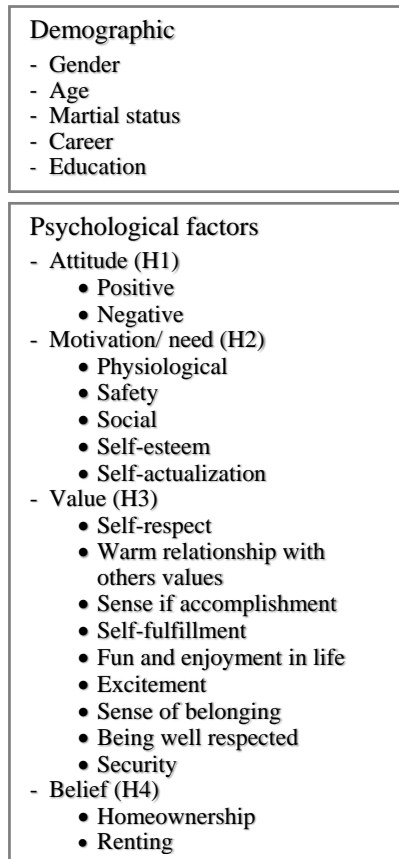 Demographic
- Gender
- Age
- Martial status
- Career
- Education
Psychological factors
- Attitude (H1)
• Positive
• Negative
- Motivation/ need (H2)
• Physiological
• Safety
• Social
• Self-esteem
• Self-actualization
- Value (H3)
• Self-respect
• Warm relationship with
others values
• Sense if accomplishment
• Self-fulfillment
• Fun and enjoyment in life
• Excitement
• Sense of belonging
• Being well respected
• Security
- Belief (H4)
• Homeownership
• Renting